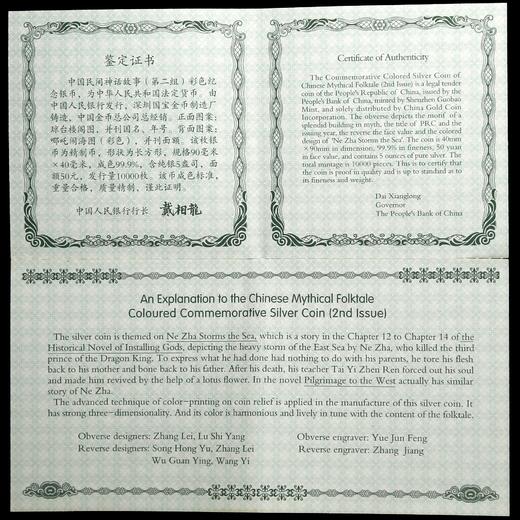 鉴定证书
中国民间神话故事（第二组）彩色纪
念银币，为中华人民共和国法定货币。由
中国人民银行发行，深圳国宝金币制造厂
铸造，中国金币总公司总经销。正面图案：
琼台楼阁图，并刊国名、年号。背面图案：
哪吒闹海图（彩色），并刊面额。该枚银
币为精制币，形状为长方形，规格90毫米
×40毫米，成色99.9%，含纯银5盎司，面
额50元，发行量10000枚。该币成色标准，
重量合格，质量精制，谨此证明。
中国人民银行行长 戴相龍
Certificate of Authenticity
The Commemorative Colored Silver Coin of
Chinese Mythical Folktale (2nd Issue) is a legal tender
coin of the People's Republic of China, issued by the
People's Bank of China, minted by Shenzhen Guobao
Mint, and solely distributed by China Gold Coin
Incorporation. The obverse depicts the motif of a
splendid building in myth, the title of PRC and the
issuing year, the reverse the face value and the colored
design of "Ne Zha Storms the Sea". The coin is 40mm
× 90mm in dimension, 99.9% in fineness, 50 yuan
in face value, and contains 5 ounces of pure silver. The
total mintage is 10000 pieces. This is to certify that
the coin is proof in quality and is up to standard as to
its fineness and weight.
Dai Xianglong
Governor
The People's Bank of China
An Explanation to the Chinese Mythical Folktale
Coloured Commemorative Silver Coin (2nd Issue)
The silver coin is themed on Ne Zha Storms the Sea, which is a story in the Chapter 12 to Chapter 14 of the
Historical Novel of Installing Gods, depicting the heavy storm of the East Sea by Ne Zha, who killed the third
prince of the Dragon King. To express what he had done had nothing to do with his parents, he tore his flesh
back to his mother and bone back to his father. After his death, his teacher Tai Yi Zhen Ren forced out his soul
and made him revived by the help of a lotus flower. In the novel Pilgrimage to the West actually has similar
story of Ne Zha.
The advanced technique of color-printing on coin relief is applied in the manufacture of this silver coin. It
has strong three-dimensionality. And its color is harmonious and lively in tune with the content of the folktale.
Obverse designers: Zhang Lei, Lu Shi Yang
Obverse engraver: Yue Jun Feng
Reverse designers: Song Hong Yu, Zhang Lei
Reverse engraver: Zhang Jiang
Wu Guan Ying, Wang Yi